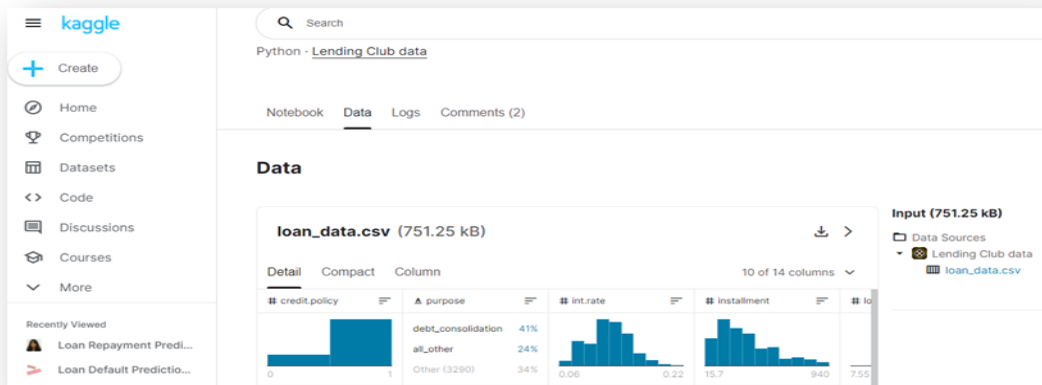 kaggle
Search
Python - Lending Club data
Create
Home
Competitions
Datasets
Code
Discussions
Courses
More
Recently Viewed
Loan Repayment Predi...
Loan Default Predictio...
Notebook Data Logs Comments (2)
Data
loan_data.csv (751.25 kB)
Detail Compact Column 10 of 14 columns
# credit.policy A purpose # int.rate # installment # lo
debt_consolidation 41%
all_other 24%
Other (3290) 34%
0 1 0.06 0.22 15.7 940 7.55
Input (751.25 kB)
Data Sources
Lending Club data
loan_data.csv